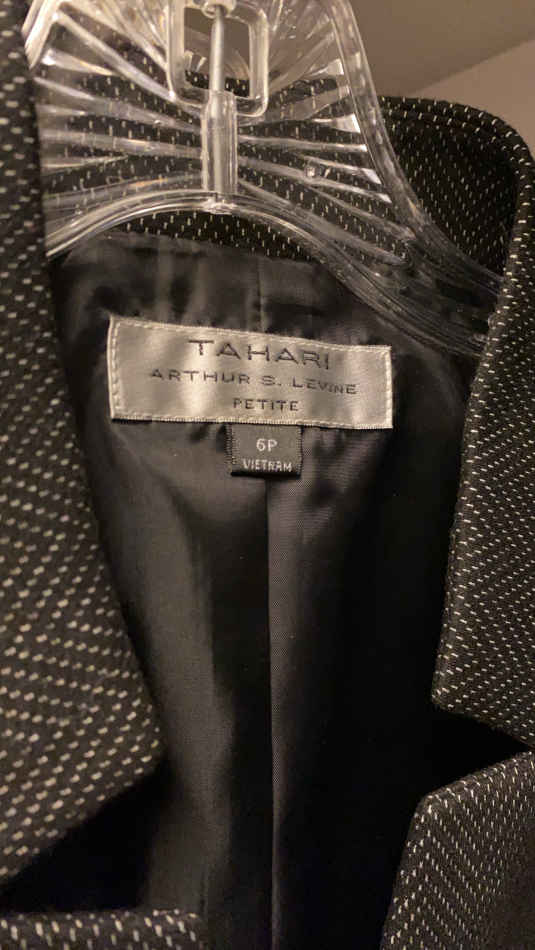 TAHARI
ARTHUR S. LEVINE
PETITE
6P
VIETNAM